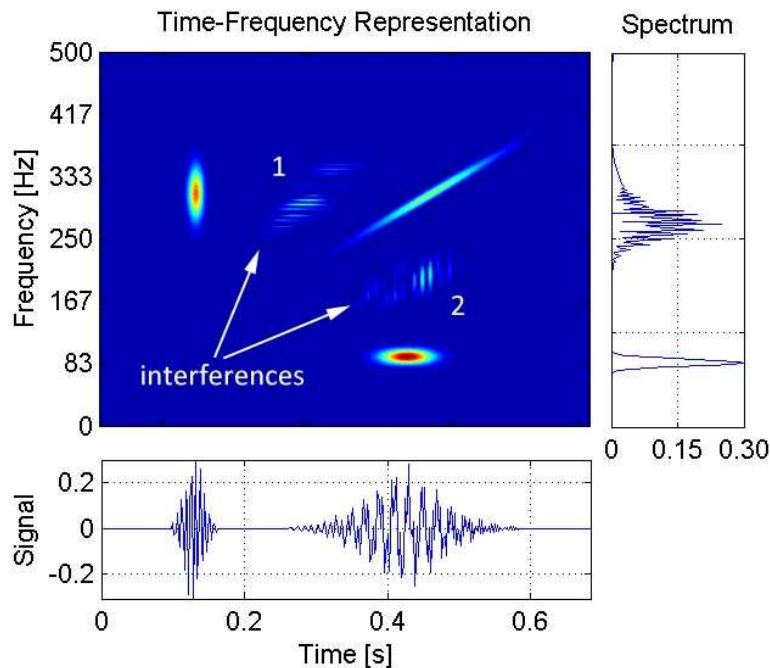 Time-Frequency Representation
Spectrum
500
417
333
250
167
83
0
Frequency [Hz]
1
2
interferences
0 0.15 0.30
0.2
0
-0.2
Signal
0 0.2 0.4 0.6
Time [s]